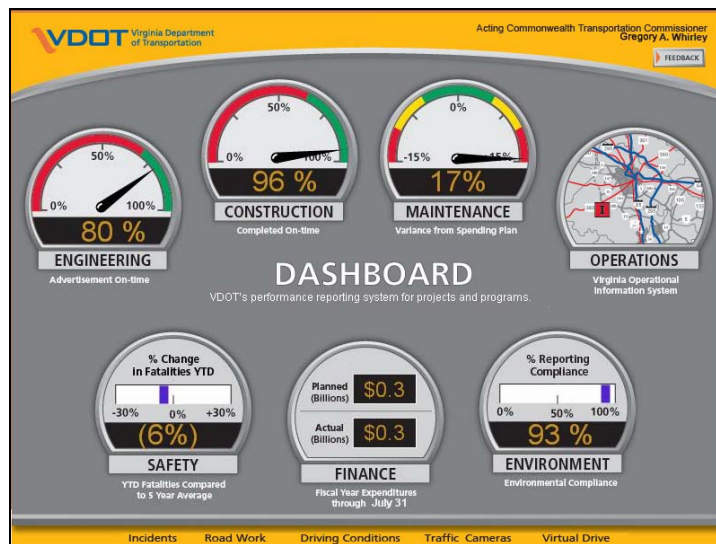 VDOT Virginia Department
of Transportation
Acting Commonwealth Transportation Commissioner
Gregory A. Whirley
FEEDBACK
50%
0% 100%
80 %
ENGINEERING
Advertisement On-time
50%
0% 100%
96 %
CONSTRUCTION
Completed On-time
0%
-15% 15%
17%
MAINTENANCE
Variance from Spending Plan
OPERATIONS
Virginia Operational
Information System
DASHBOARD
VDOT's performance reporting system for projects and programs.
% Change
in Fatalities YTD
-30% 0% +30%
(6%)
SAFETY
YTD Fatalities Compared
to 5 Year Average
Planned
(Billions) $0.3
Actual
(Billions) $0.3
FINANCE
Fiscal Year Expenditures
through July 31
% Reporting
Compliance
0% 50% 100%
93 %
ENVIRONMENT
Environmental Compliance
Incidents Road Work Driving Conditions Traffic Cameras Virtual Drive